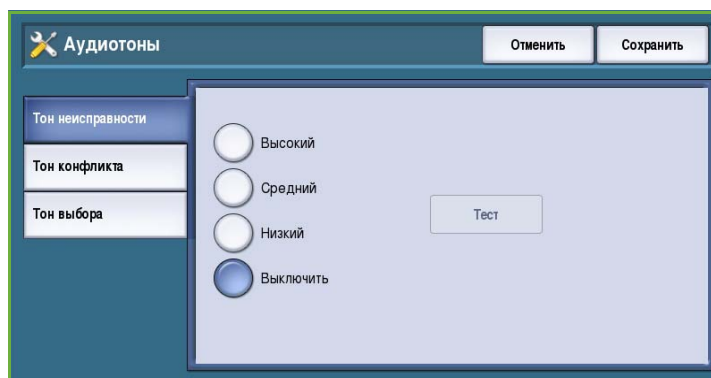 Аудиотоны
Отменить
Сохранить
Тон неисправности
Тон конфликта
Тон выбора
Высокий
Средний
Низкий
Выключить
Тест